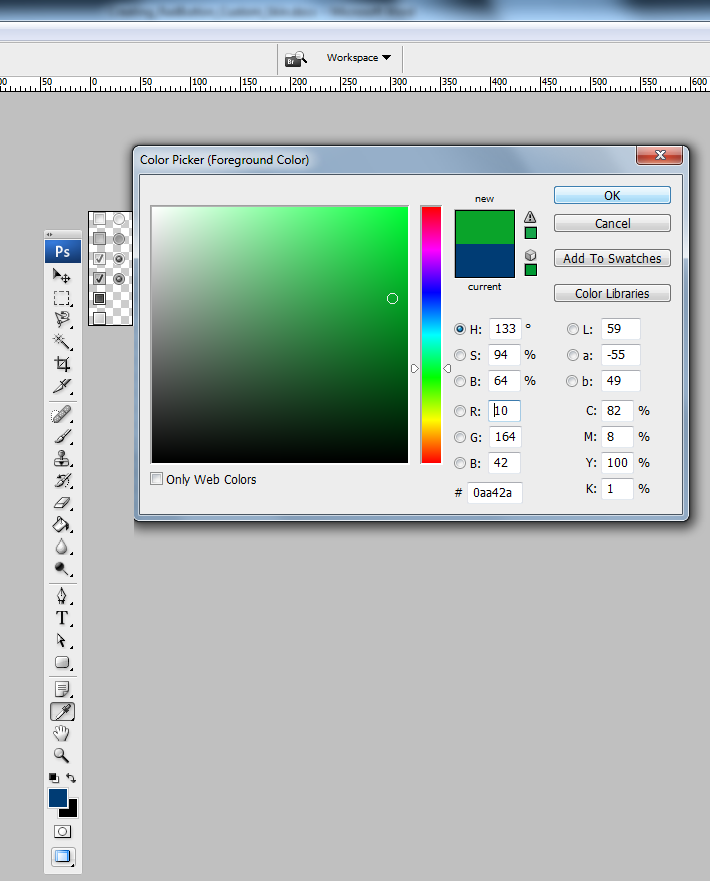 Br Workspace
50 0 50 100 150 200 250 300 350 400 450 500 550 600
Color Picker (Foreground Color)
new
OK
Cancel
Add To Swatches
Color Libraries
current
Ps
H: 133 ° L: 59
S: 94 % a: -55
B: 64 % b: 49
R: 10 C: 82 %
G: 164 M: 8 %
B: 42 Y: 100 %
# 0aa42a K: 1 %
Only Web Colors
T